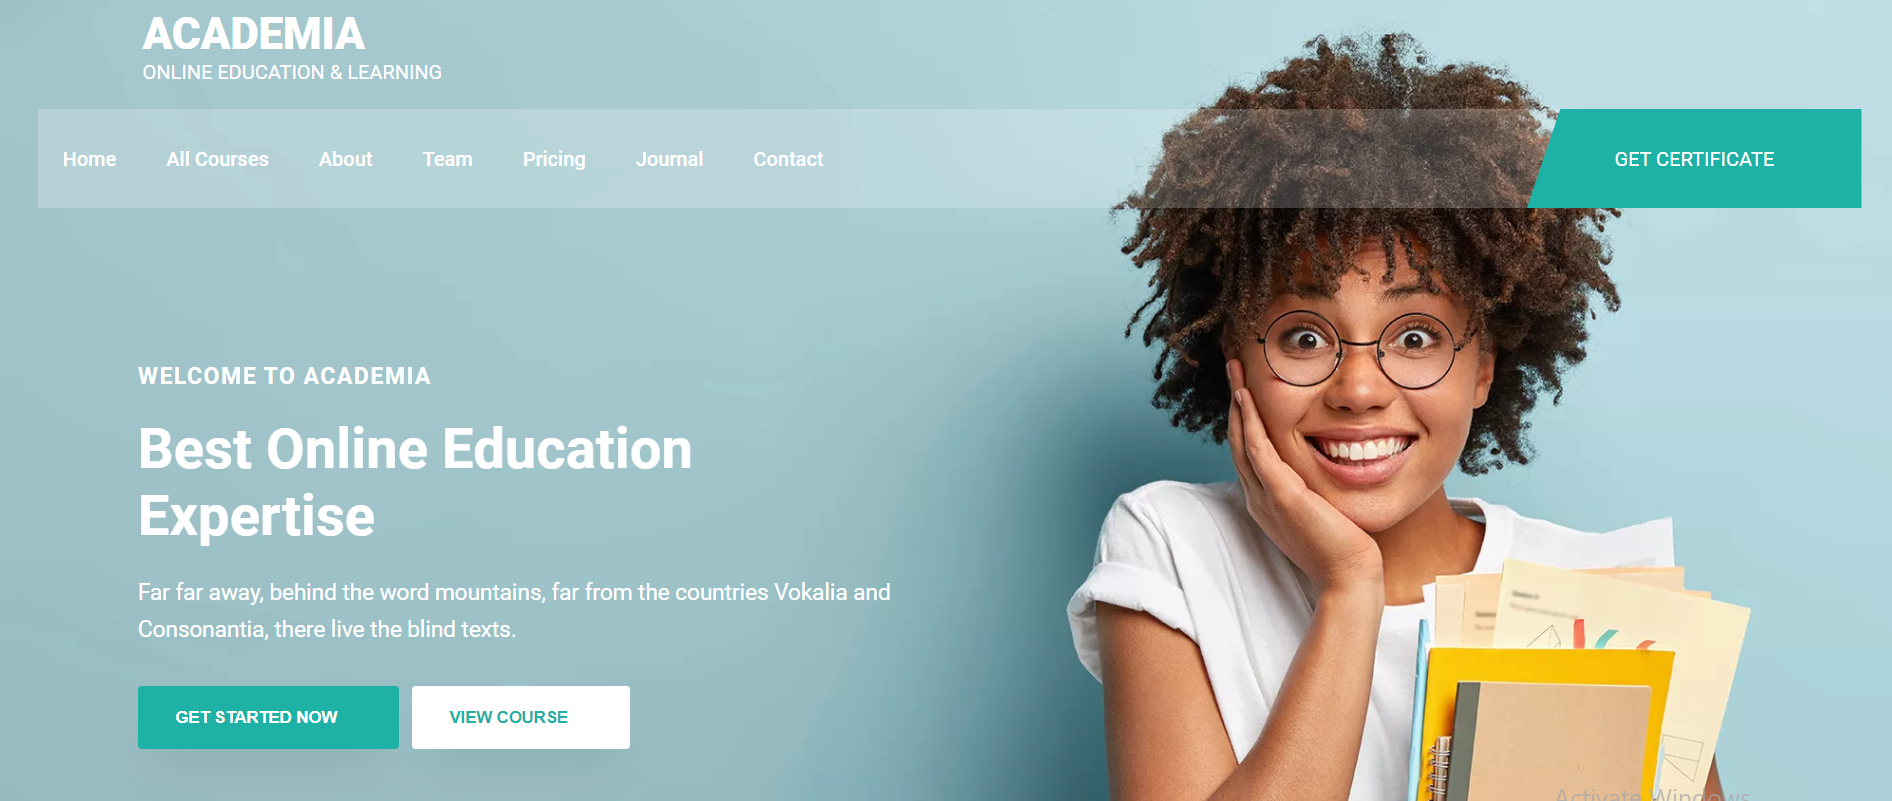 ACADEMIA
ONLINE EDUCATION & LEARNING
Home All Courses About Team Pricing Journal Contact GET CERTIFICATE
WELCOME TO ACADEMIA
Best Online Education
Expertise
Far far away, behind the word mountains, far from the countries Vokalia and
Consonantia, there live the blind texts.
GET STARTED NOW VIEW COURSE
Activate Windows